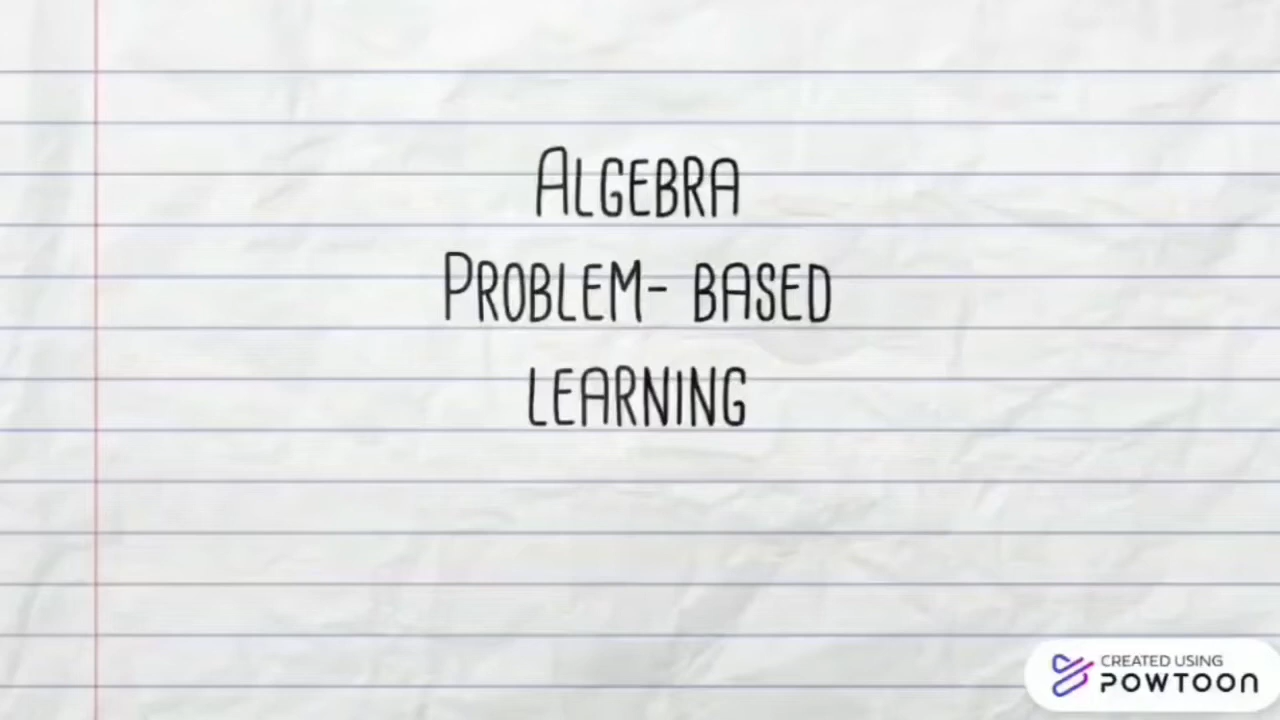 Algebra
Problem- based
learning
CREATED USING
POWTOON